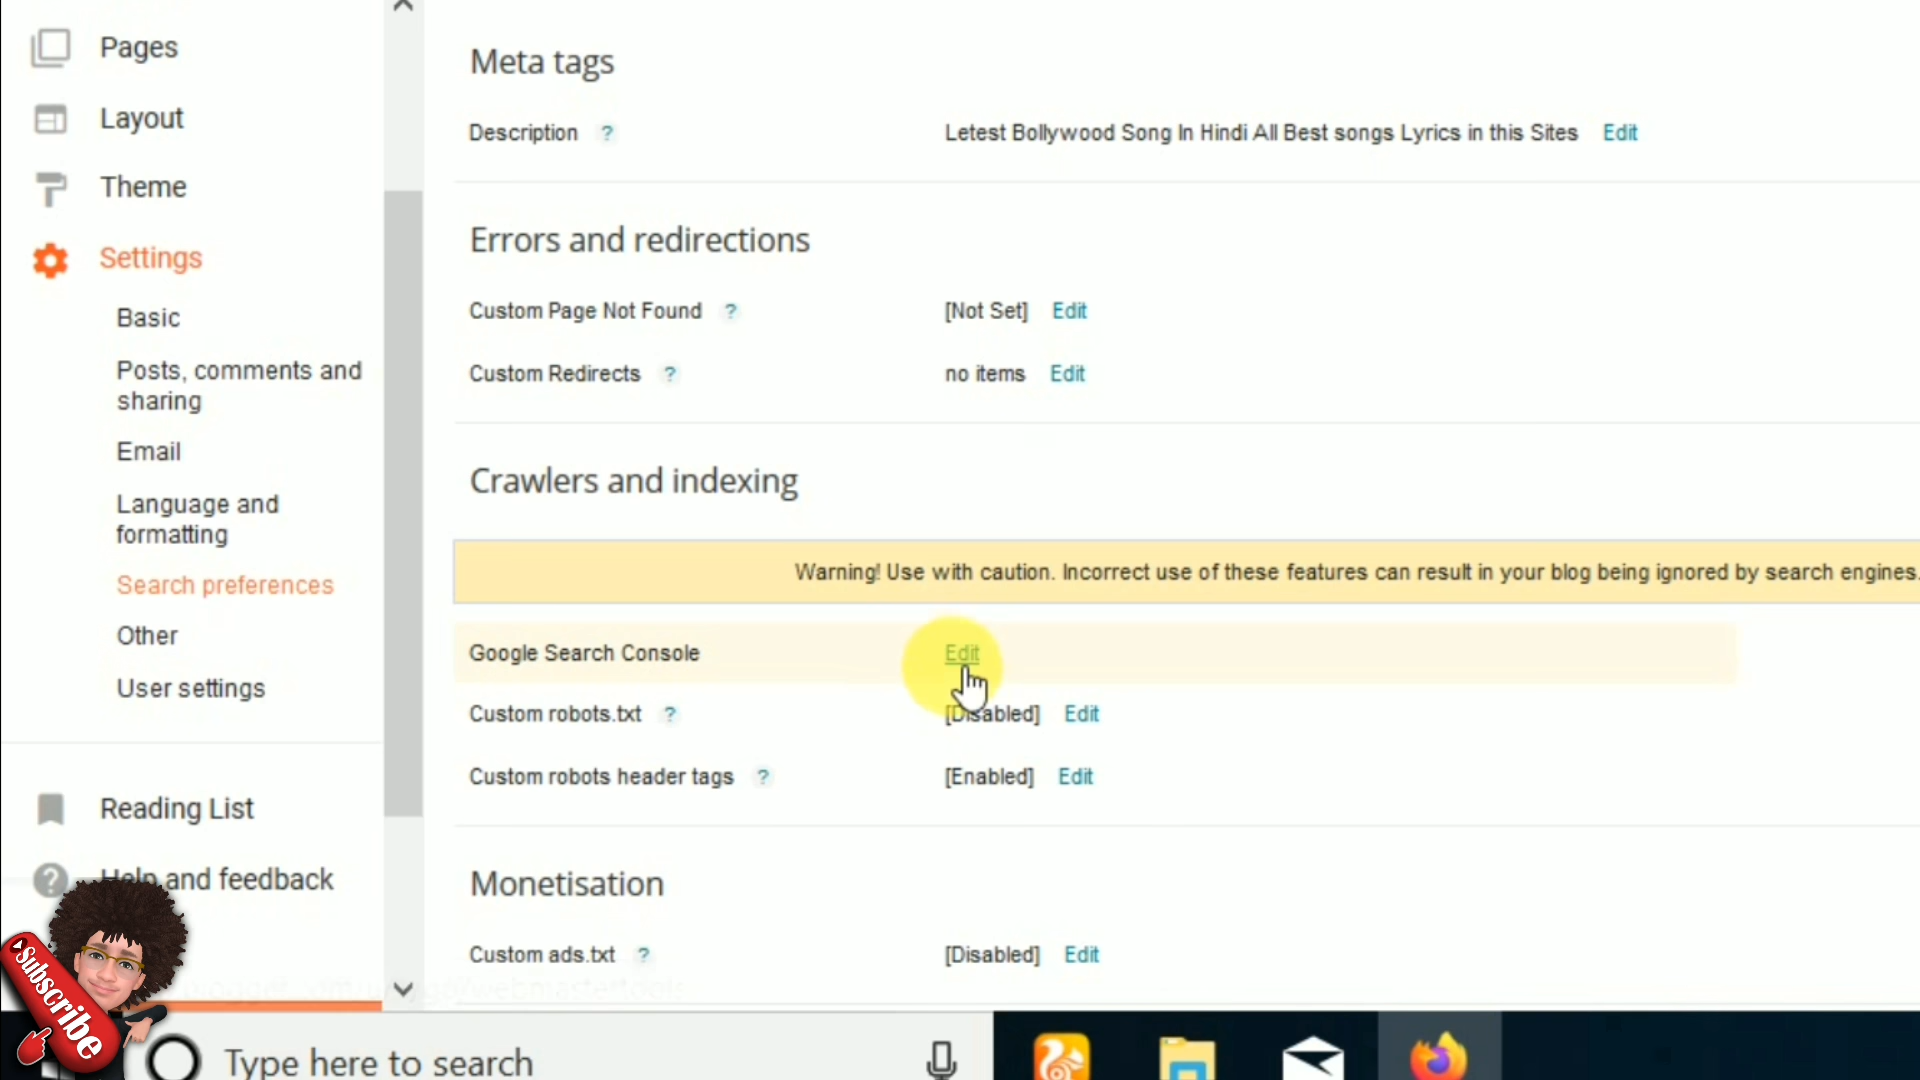 Pages
Layout
Theme
Settings
Basic
Posts, comments and
sharing
Email
Language and
formatting
Search preferences
Other
User settings
Reading List
Help and feedback
Meta tags
Description ? Letest Bollywood Song In Hindi All Best songs Lyrics in this Sites Edit
Errors and redirections
Custom Page Not Found ? [Not Set] Edit
Custom Redirects ? no items Edit
Crawlers and indexing
Warning! Use with caution. Incorrect use of these features can result in your blog being ignored by search engines.
Google Search Console Edit
Custom robots.txt ? [Disabled] Edit
Custom robots header tags ? [Enabled] Edit
Monetisation
Custom ads.txt ? [Disabled] Edit
Subscribe
Type here to search